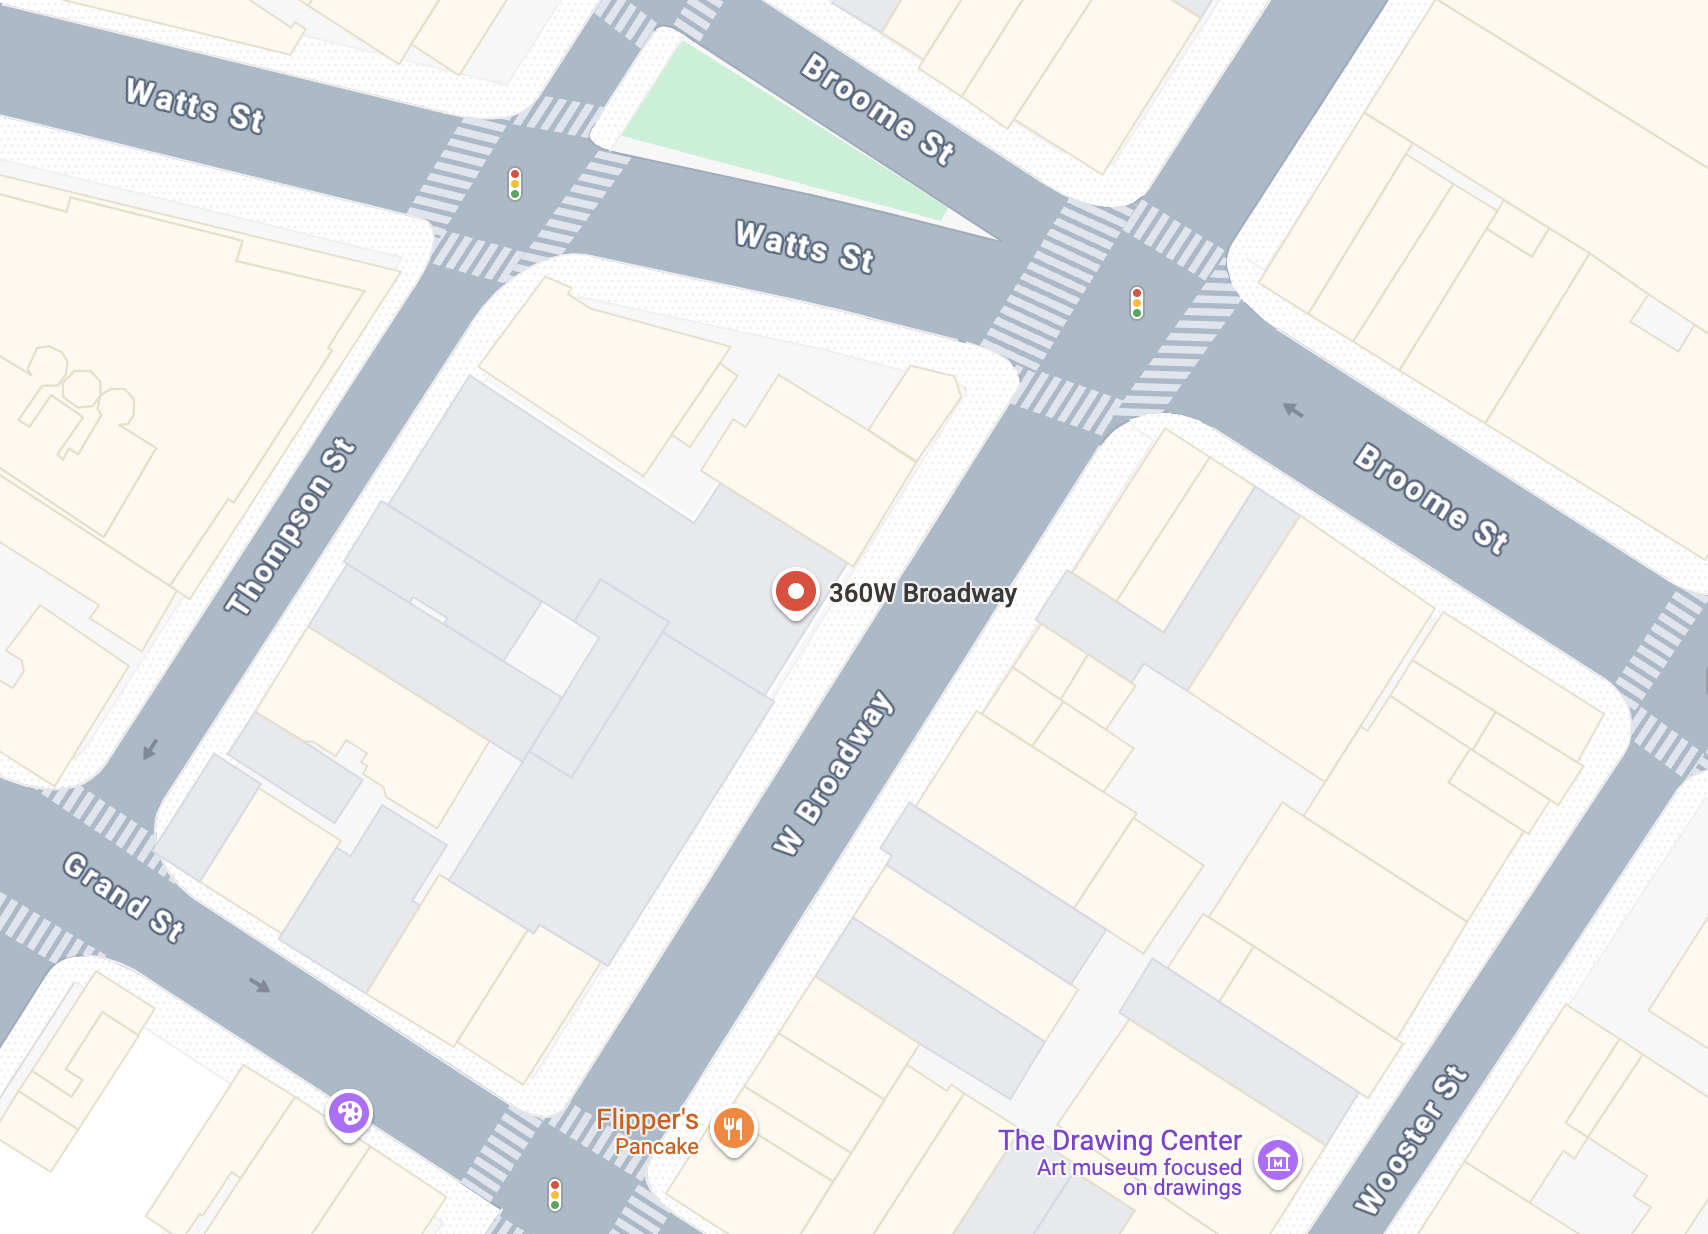 Watts St
Broome St
Watts St
Thompson St
360W Broadway
Broome St
W Broadway
Grand St
Flipper's
Pancake
The Drawing Center
Art museum focused
on drawings
Wooster St